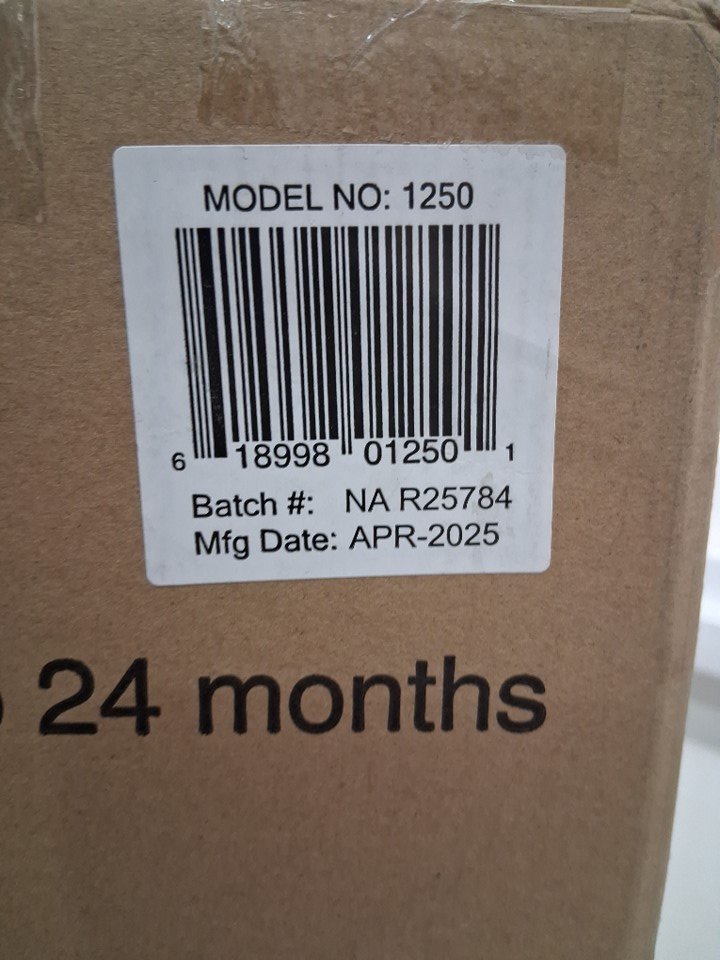 MODEL NO: 1250
6 18998 01250 1
Batch #: NA R25784
Mfg Date: APR-2025
24 months